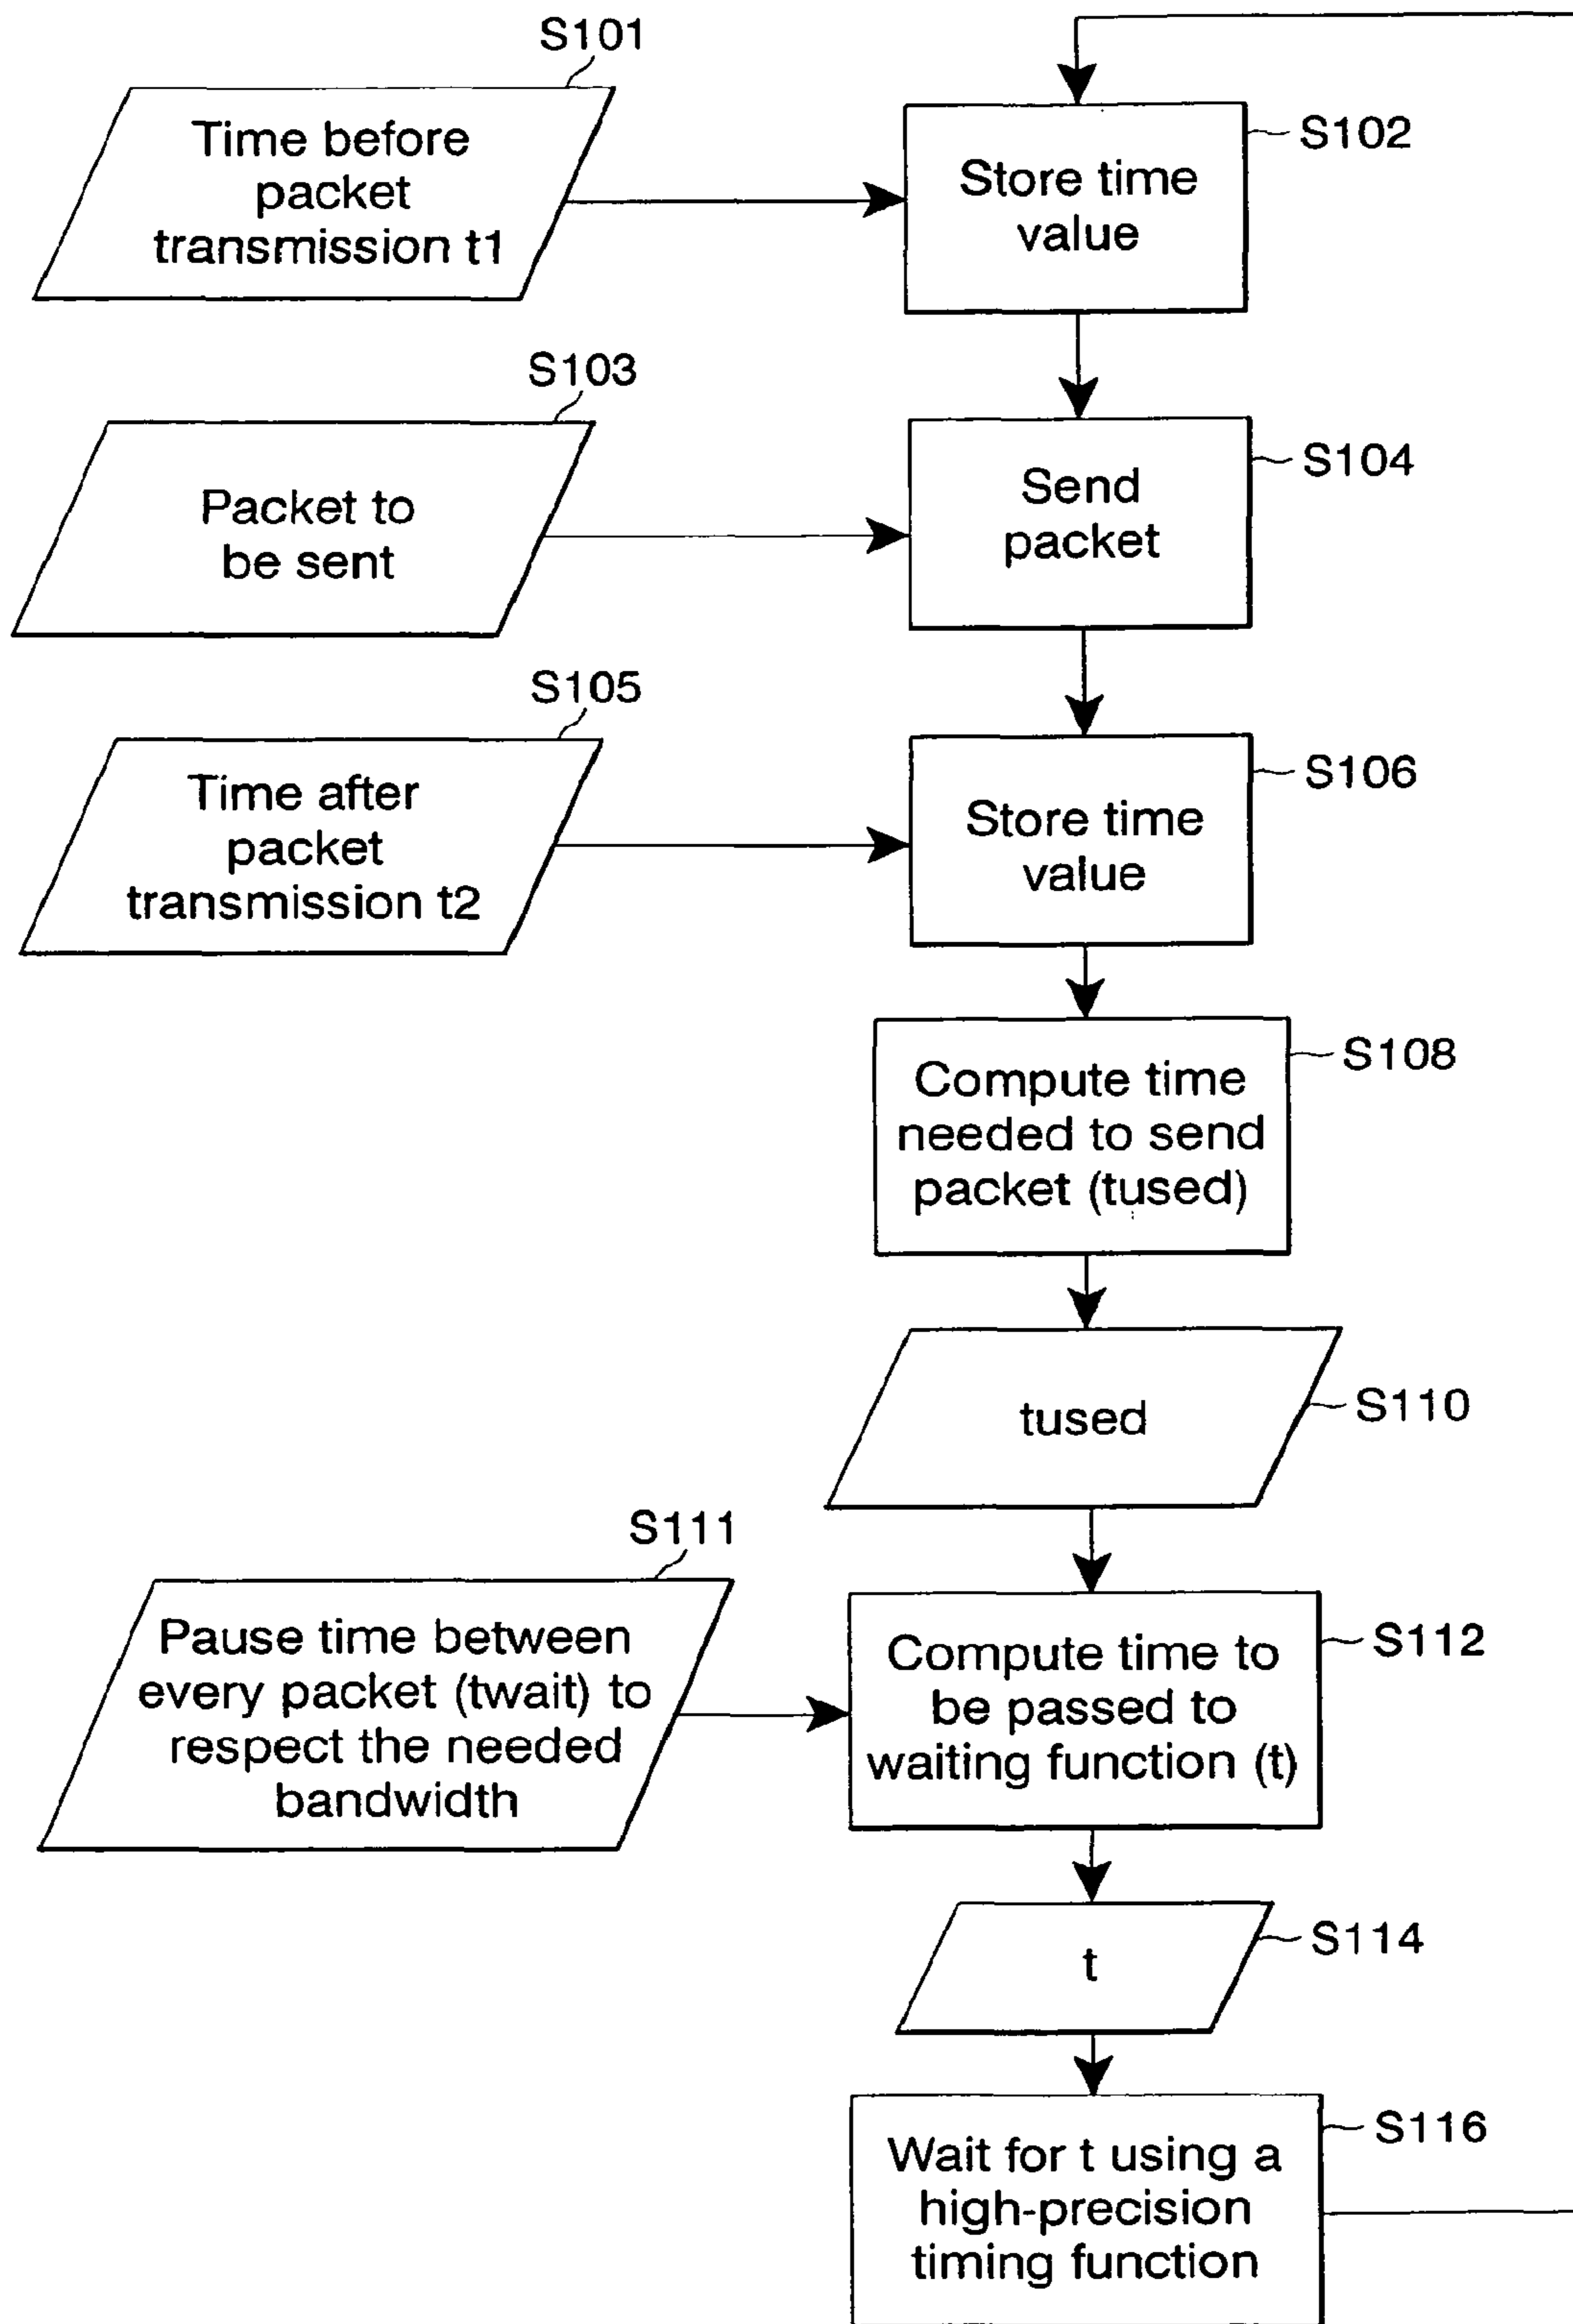 S101
Time before
packet
transmission t1
S102
Store time
value
S103
Packet to
be sent
S104
Send
packet
S105
Time after
packet
transmission t2
S106
Store time
value
S108
Compute time
needed to send
packet (tused)
S110
tused
S111
Pause time between
every packet (twait) to
respect the needed
bandwidth
S112
Compute time to
be passed to
waiting function (t)
S114
t
S116
Wait for t using a
high-precision
timing function